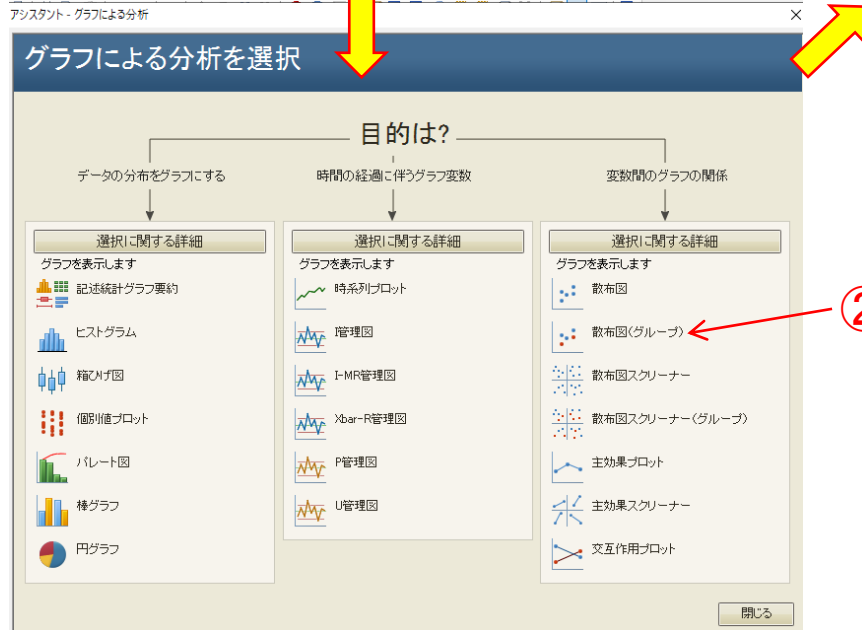 アシスタント - グラフによる分析
グラフによる分析を選択
目的は?
データの分布をグラフにする
時間の経過に伴うグラフ変数
変数間のグラフの関係
選択に関する詳細
グラフを表示します
記述統計グラフ要約
ヒストグラム
箱ひげ図
個別値プロット
パレート図
棒グラフ
円グラフ
選択に関する詳細
グラフを表示します
時系列プロット
I管理図
I-MR管理図
Xbar-R管理図
P管理図
U管理図
選択に関する詳細
グラフを表示します
散布図
散布図(グループ)
散布図スクリーナー
散布図スクリーナー(グループ)
主効果プロット
主効果スクリーナー
交互作用プロット
②
閉じる